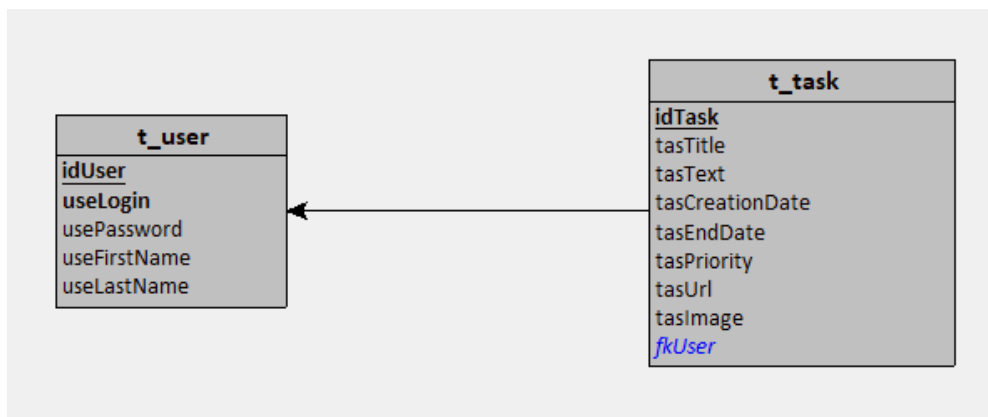 t_user
idUser
useLogin
usePassword
useFirstName
useLastName
t_task
idTask
tasTitle
tasText
tasCreationDate
tasEndDate
tasPriority
tasUrl
tasImage
fkUser